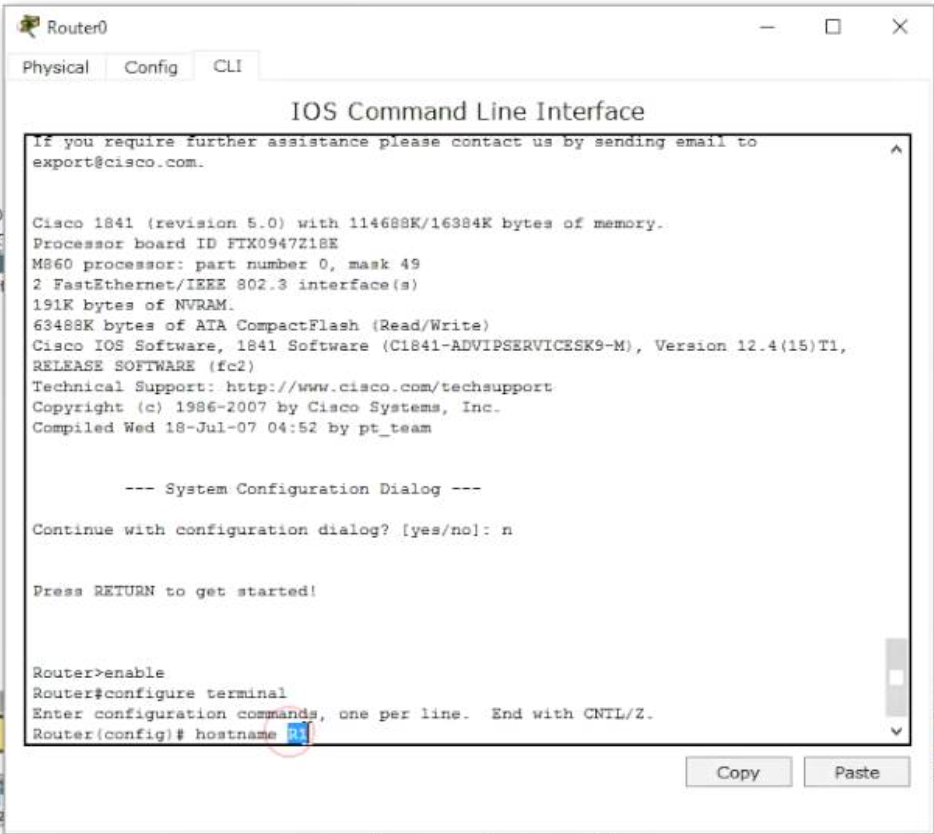 Router0
Physical Config CLI
IOS Command Line Interface
If you require further assistance please contact us by sending email to
export@cisco.com.
Cisco 1841 (revision 5.0) with 114688K/16384K bytes of memory.
Processor board ID FTX0947Z18E
M860 processor: part number 0, mask 49
2 FastEthernet/IEEE 802.3 interface(s)
191K bytes of NVRAM.
63488K bytes of ATA CompactFlash (Read/Write)
Cisco IOS Software, 1841 Software (C1841-ADVIPSERVICESK9-M), Version 12.4(15)T1,
RELEASE SOFTWARE (fc2)
Technical Support: http://www.cisco.com/techsupport
Copyright (c) 1986-2007 by Cisco Systems, Inc.
Compiled Wed 18-Jul-07 04:52 by pt_team
--- System Configuration Dialog ---
Continue with configuration dialog? [yes/no]: n
Press RETURN to get started!
Router>enable
Router#configure terminal
Enter configuration commands, one per line. End with CNTL/Z.
Router(config)# hostname R1
Copy Paste